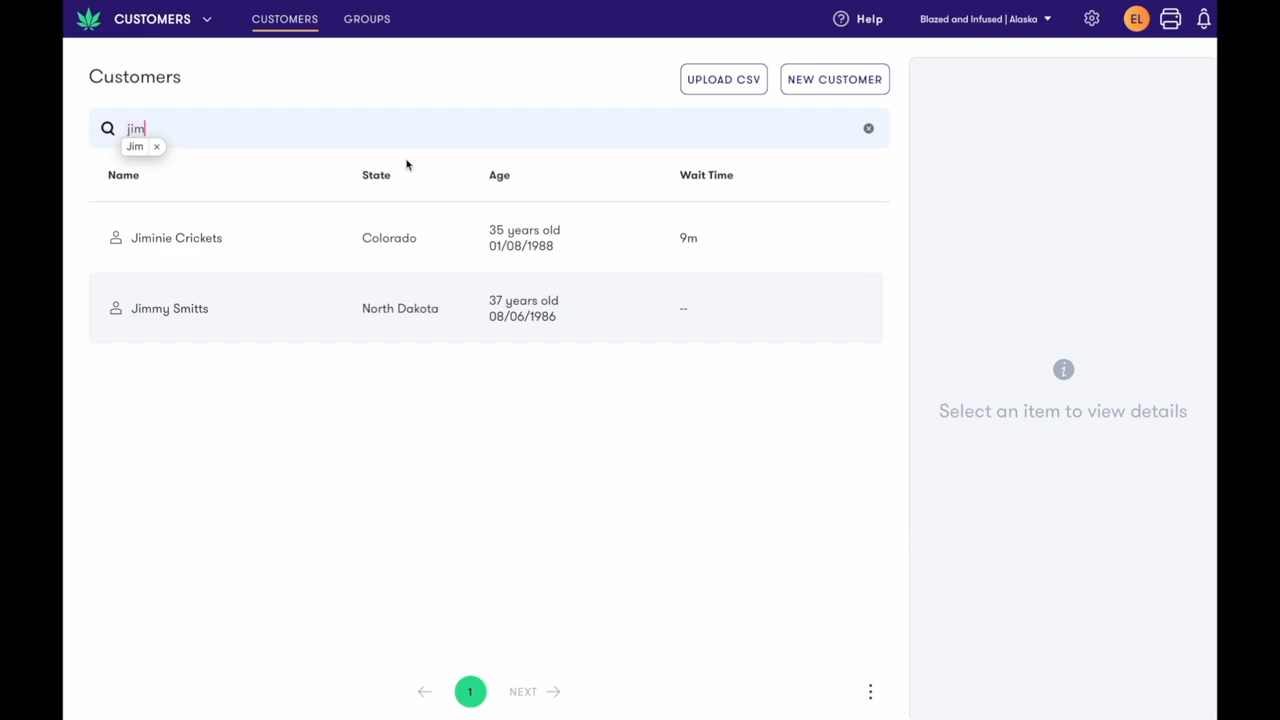 CUSTOMERS
CUSTOMERS
GROUPS
Help
Blazed and Infused | Alaska
EL
Customers
UPLOAD CSV
NEW CUSTOMER
jim
Jim ×
Name State Age Wait Time
Jiminie Crickets Colorado 35 years old 9m
01/08/1988
Jimmy Smitts North Dakota 37 years old --
08/06/1986
Select an item to view details
1 NEXT